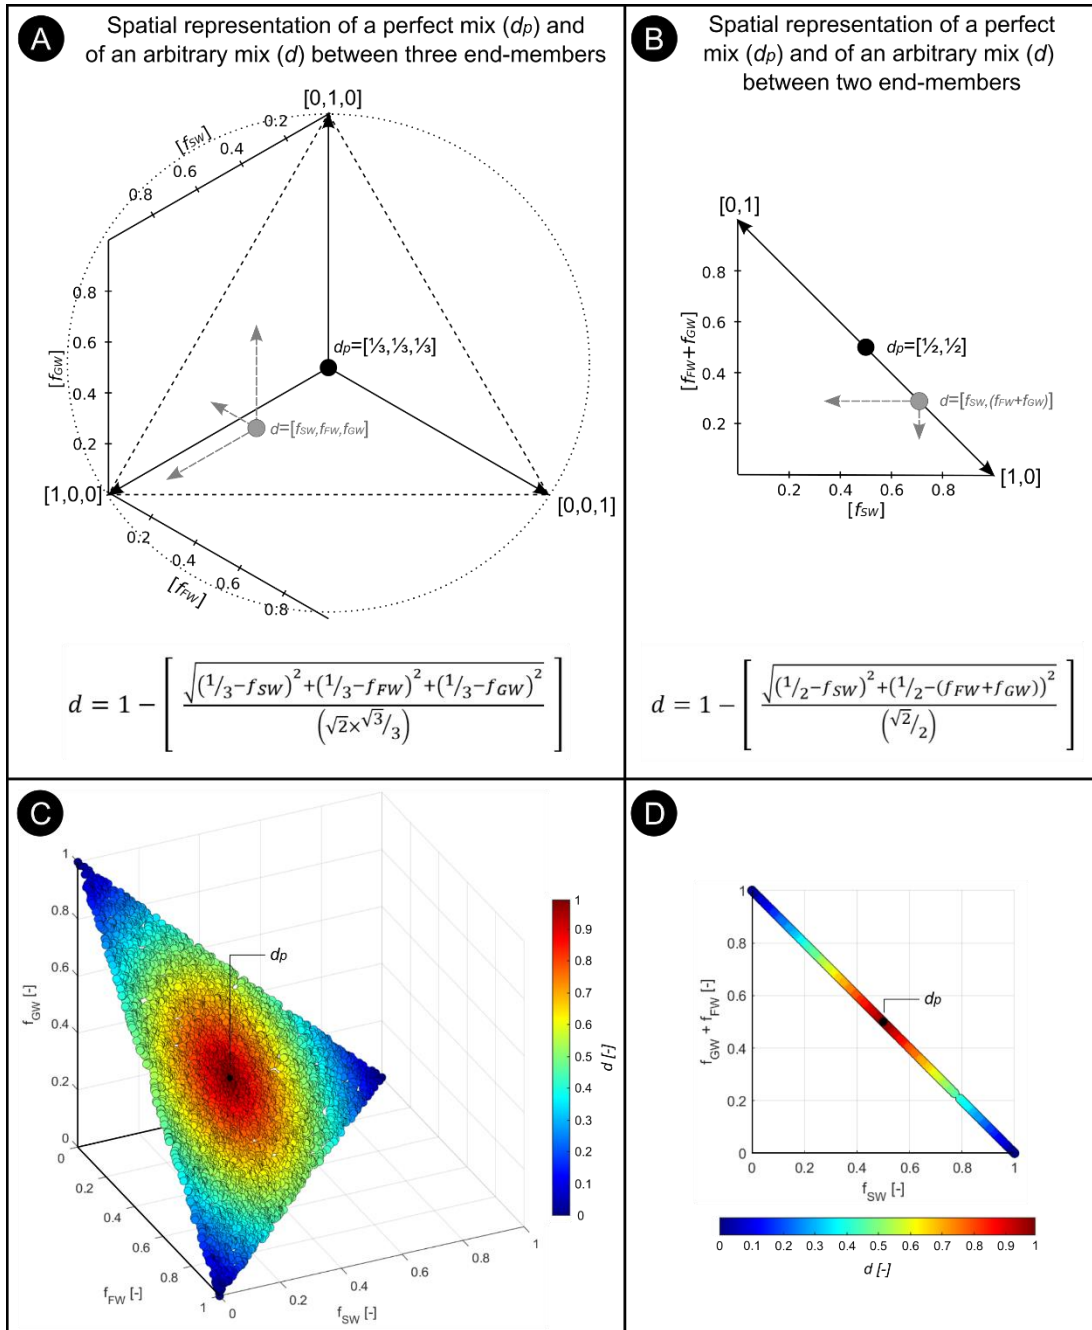 A
Spatial representation of a perfect mix (dp) and
of an arbitrary mix (d) between three end-members
[0,1,0]
[fSW]
0.2
0.4
0.6
0.8
0.8
0.6
[fGW]
0.4
0.2
dp=[⅓,⅓,⅓]
d=[fSW,fFW,fGW]
[1,0,0]
[0,0,1]
0.2
0.4
0.6
0.8
[fFW]
d = 1 − [ √((1/3−fSW)²+(1/3−fFW)²+(1/3−fGW)²) / (√2×√3/3) ]
B
Spatial representation of a perfect
mix (dp) and of an arbitrary mix (d)
between two end-members
[0,1]
0.8
0.6
[fFW+fGW]
0.4
0.2
dp=[½,½]
d=[fSW,(fFW+fGW)]
[1,0]
0.2 0.4 0.6 0.8
[fSW]
d = 1 − [ √((1/2−fSW)²+(1/2−(fFW+fGW))²) / (√2/2) ]
C
1
0.8
0.6
fGW [-]
0.4
0.2
0
dp
0
0.2
0.4
0.6
0.8
1
fFW [-]
0
0.2
0.4
0.6
0.8
1
fSW [-]
1
0.9
0.8
0.7
0.6
0.5
0.4
0.3
0.2
0.1
0
d [-]
D
1
0.8
0.6
fGW + fFW [-]
0.4
0.2
0
dp
0 0.2 0.4 0.6 0.8 1
fSW [-]
0 0.1 0.2 0.3 0.4 0.5 0.6 0.7 0.8 0.9 1
d [-]